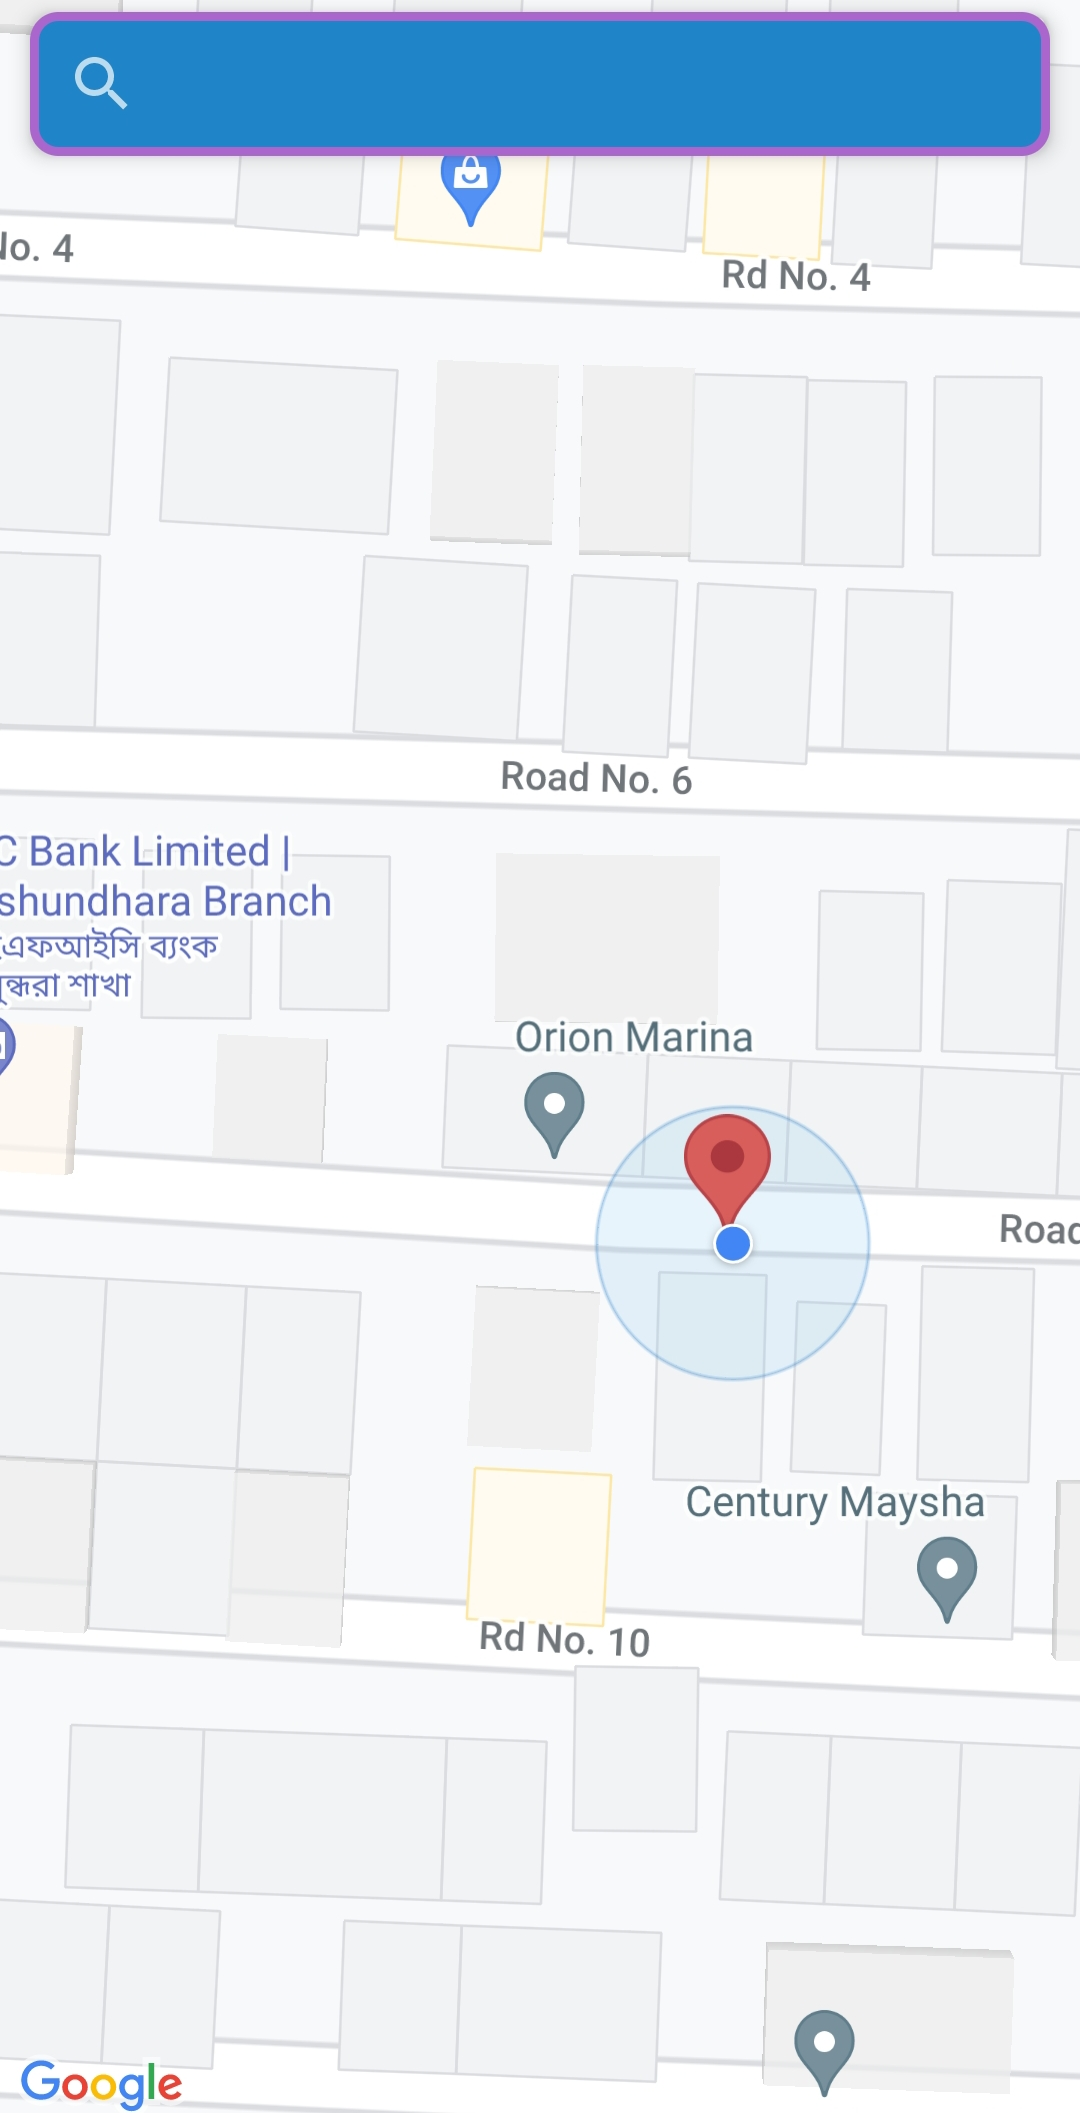 No. 4
Rd No. 4
Road No. 6
C Bank Limited |
shundhara Branch
এফআইসি ব্যাংক
ন্ধরা শাখা
Orion Marina
Road
Century Maysha
Rd No. 10
Google